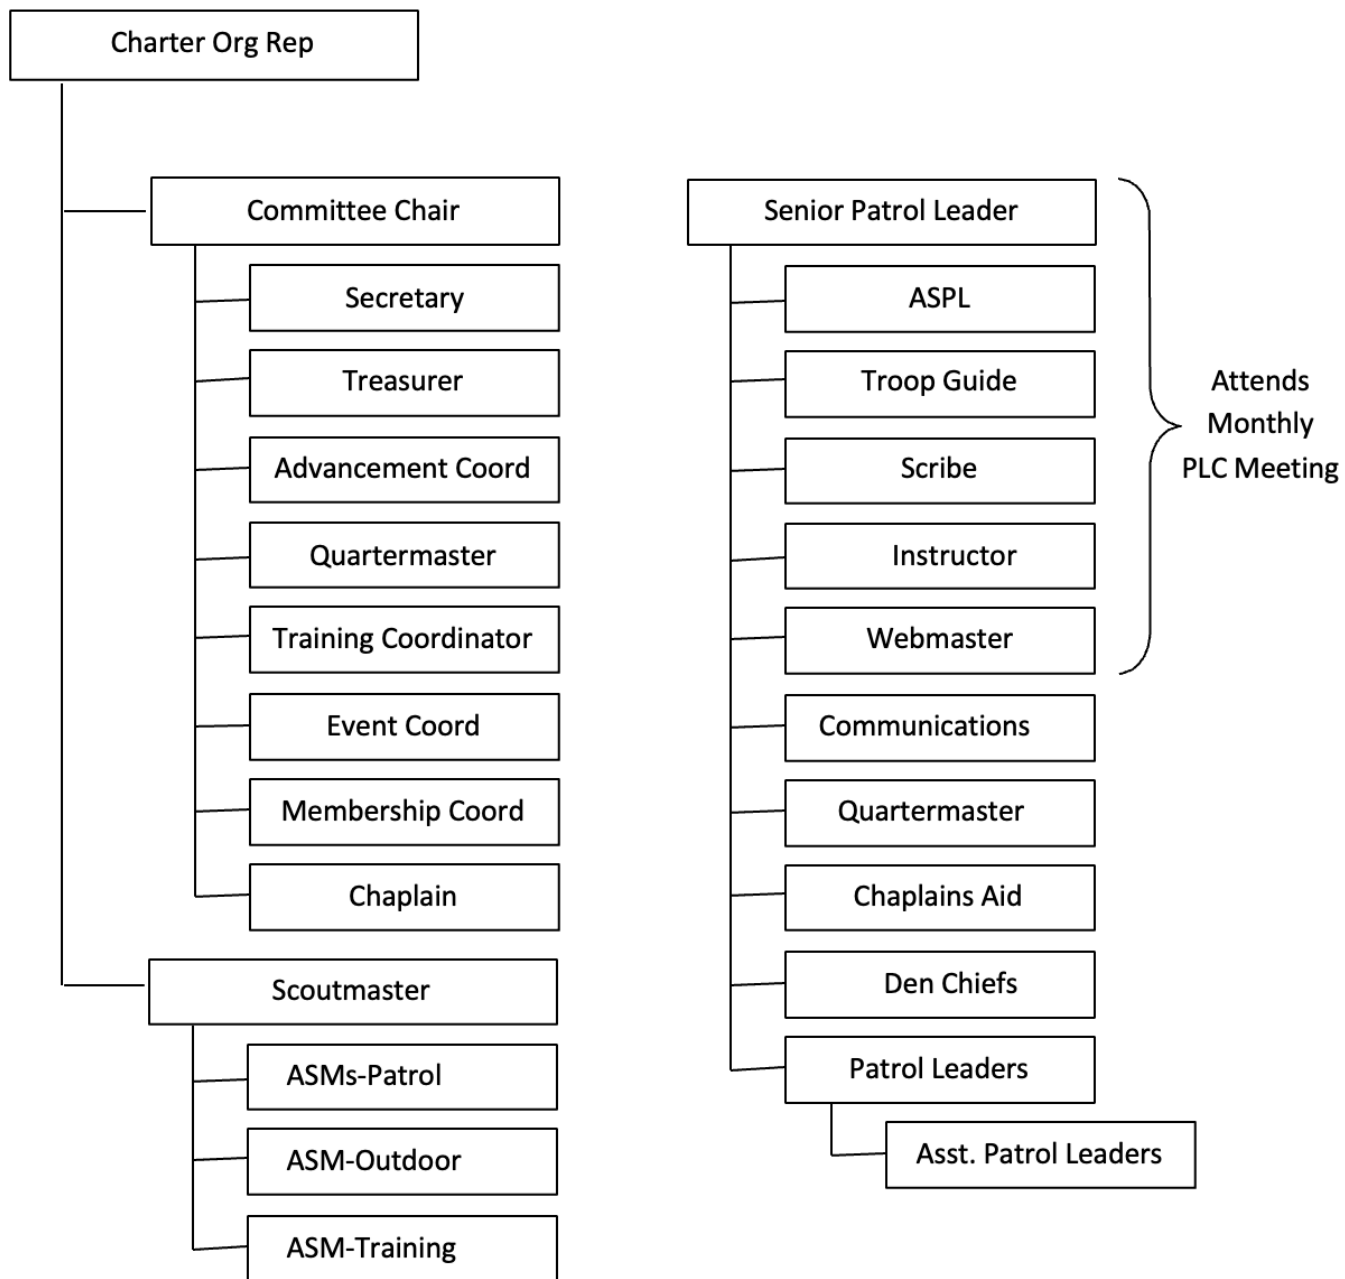 Charter Org Rep
Committee Chair
Secretary
Treasurer
Advancement Coord
Quartermaster
Training Coordinator
Event Coord
Membership Coord
Chaplain
Scoutmaster
ASMs-Patrol
ASM-Outdoor
ASM-Training
Senior Patrol Leader
ASPL
Troop Guide
Scribe
Instructor
Webmaster
Communications
Quartermaster
Chaplains Aid
Den Chiefs
Patrol Leaders
Asst. Patrol Leaders
Attends
Monthly
PLC Meeting